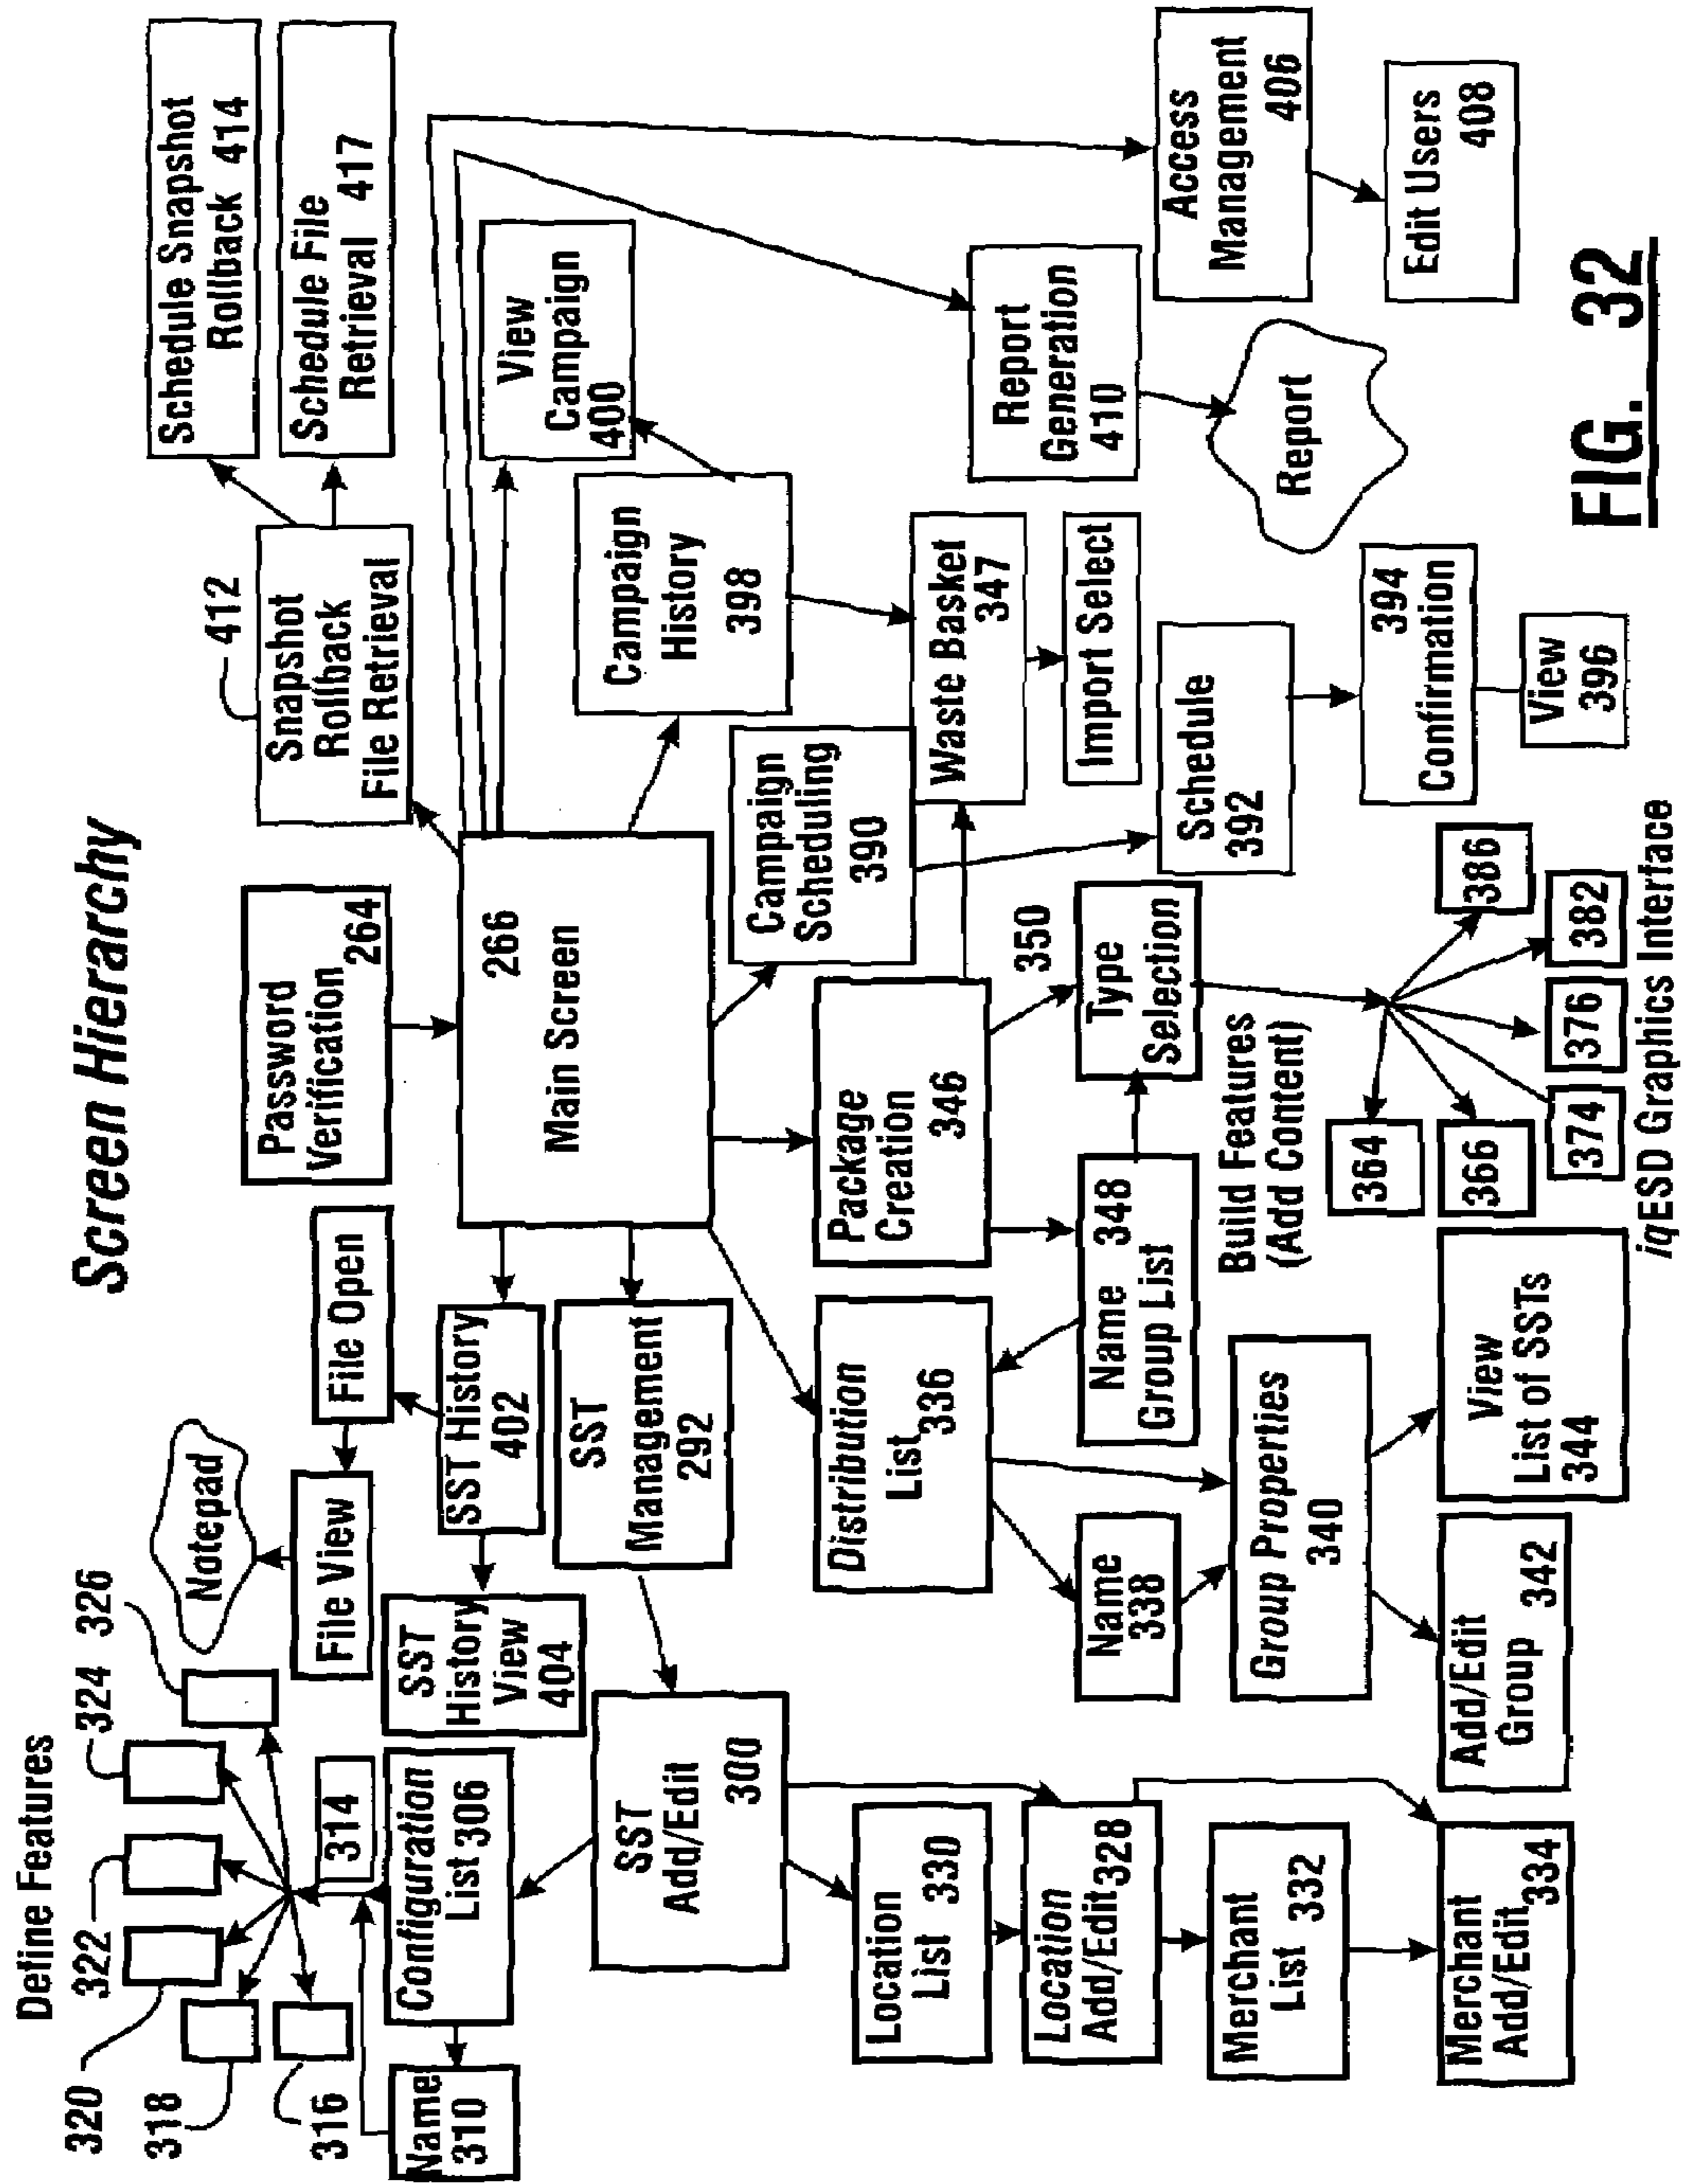 Screen Hierarchy
Define Features
320
322
324
326
318
316
314
Notepad
File View
File Open
Password
Verification
264
412
Snapshot
Rollback
File Retrieval
Schedule Snapshot
Rollback 414
Schedule File
Retrieval 417
Name
310
Configuration
List 306
SST
History
View
404
SST History
402
SST
Management
292
266
Main Screen
View
Campaign
400
Campaign
History
398
SST
Add/Edit
300
Campaign
Scheduling
390
Location
List 330
Distribution
List 336
Package
Creation
346
Waste Basket
347
Import Select
Report
Generation
410
Report
Access
Management
406
Edit Users
408
Location
Add/Edit 328
Name
338
Name 348
Group List
350
Type
Selection
Schedule
392
Merchant
List 332
Group Properties
340
Build Features
(Add Content)
394
Confirmation
View
396
364
366
374
376
382
386
Merchant
Add/Edit 334
Add/Edit
Group 342
View
List of SSTs
344
iqESD Graphics Interface
FIG. 32